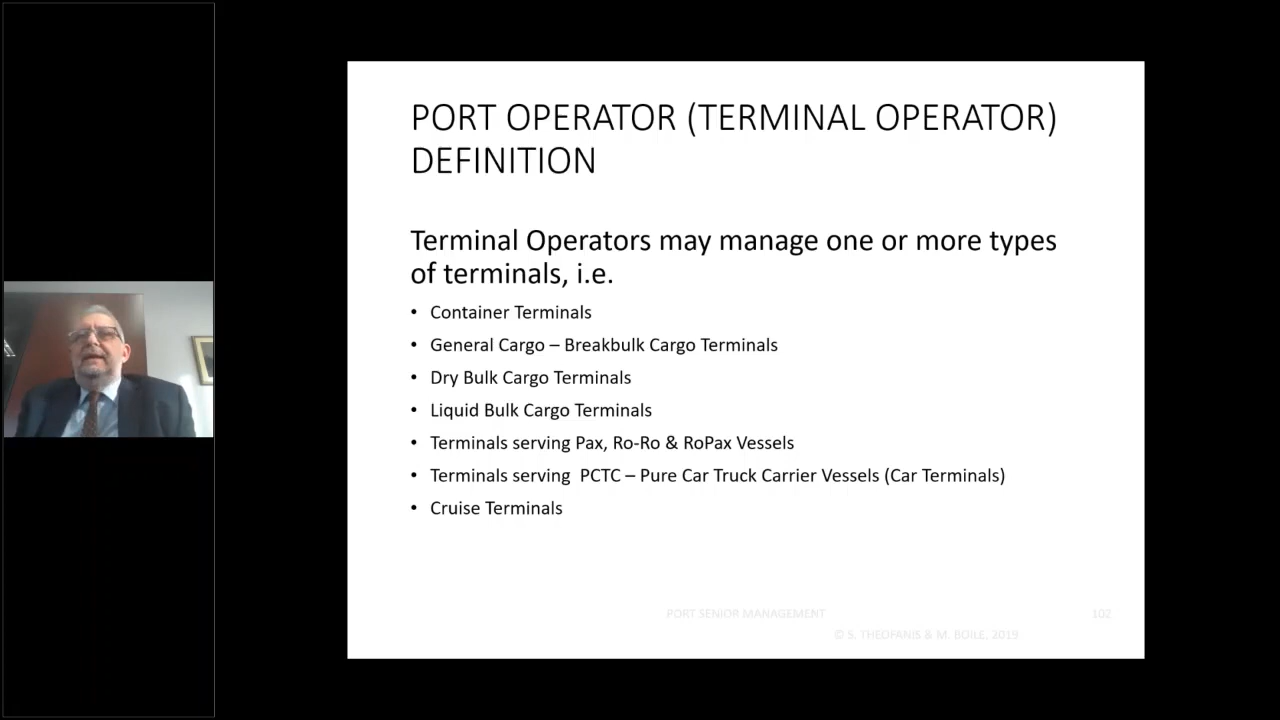 PORT OPERATOR (TERMINAL OPERATOR)
DEFINITION
Terminal Operators may manage one or more types
of terminals, i.e.
• Container Terminals
• General Cargo – Breakbulk Cargo Terminals
• Dry Bulk Cargo Terminals
• Liquid Bulk Cargo Terminals
• Terminals serving Pax, Ro-Ro & RoPax Vessels
• Terminals serving  PCTC – Pure Car Truck Carrier Vessels (Car Terminals)
• Cruise Terminals
PORT SENIOR MANAGEMENT
102
© S. THEOFANIS & M. BOILE, 2019